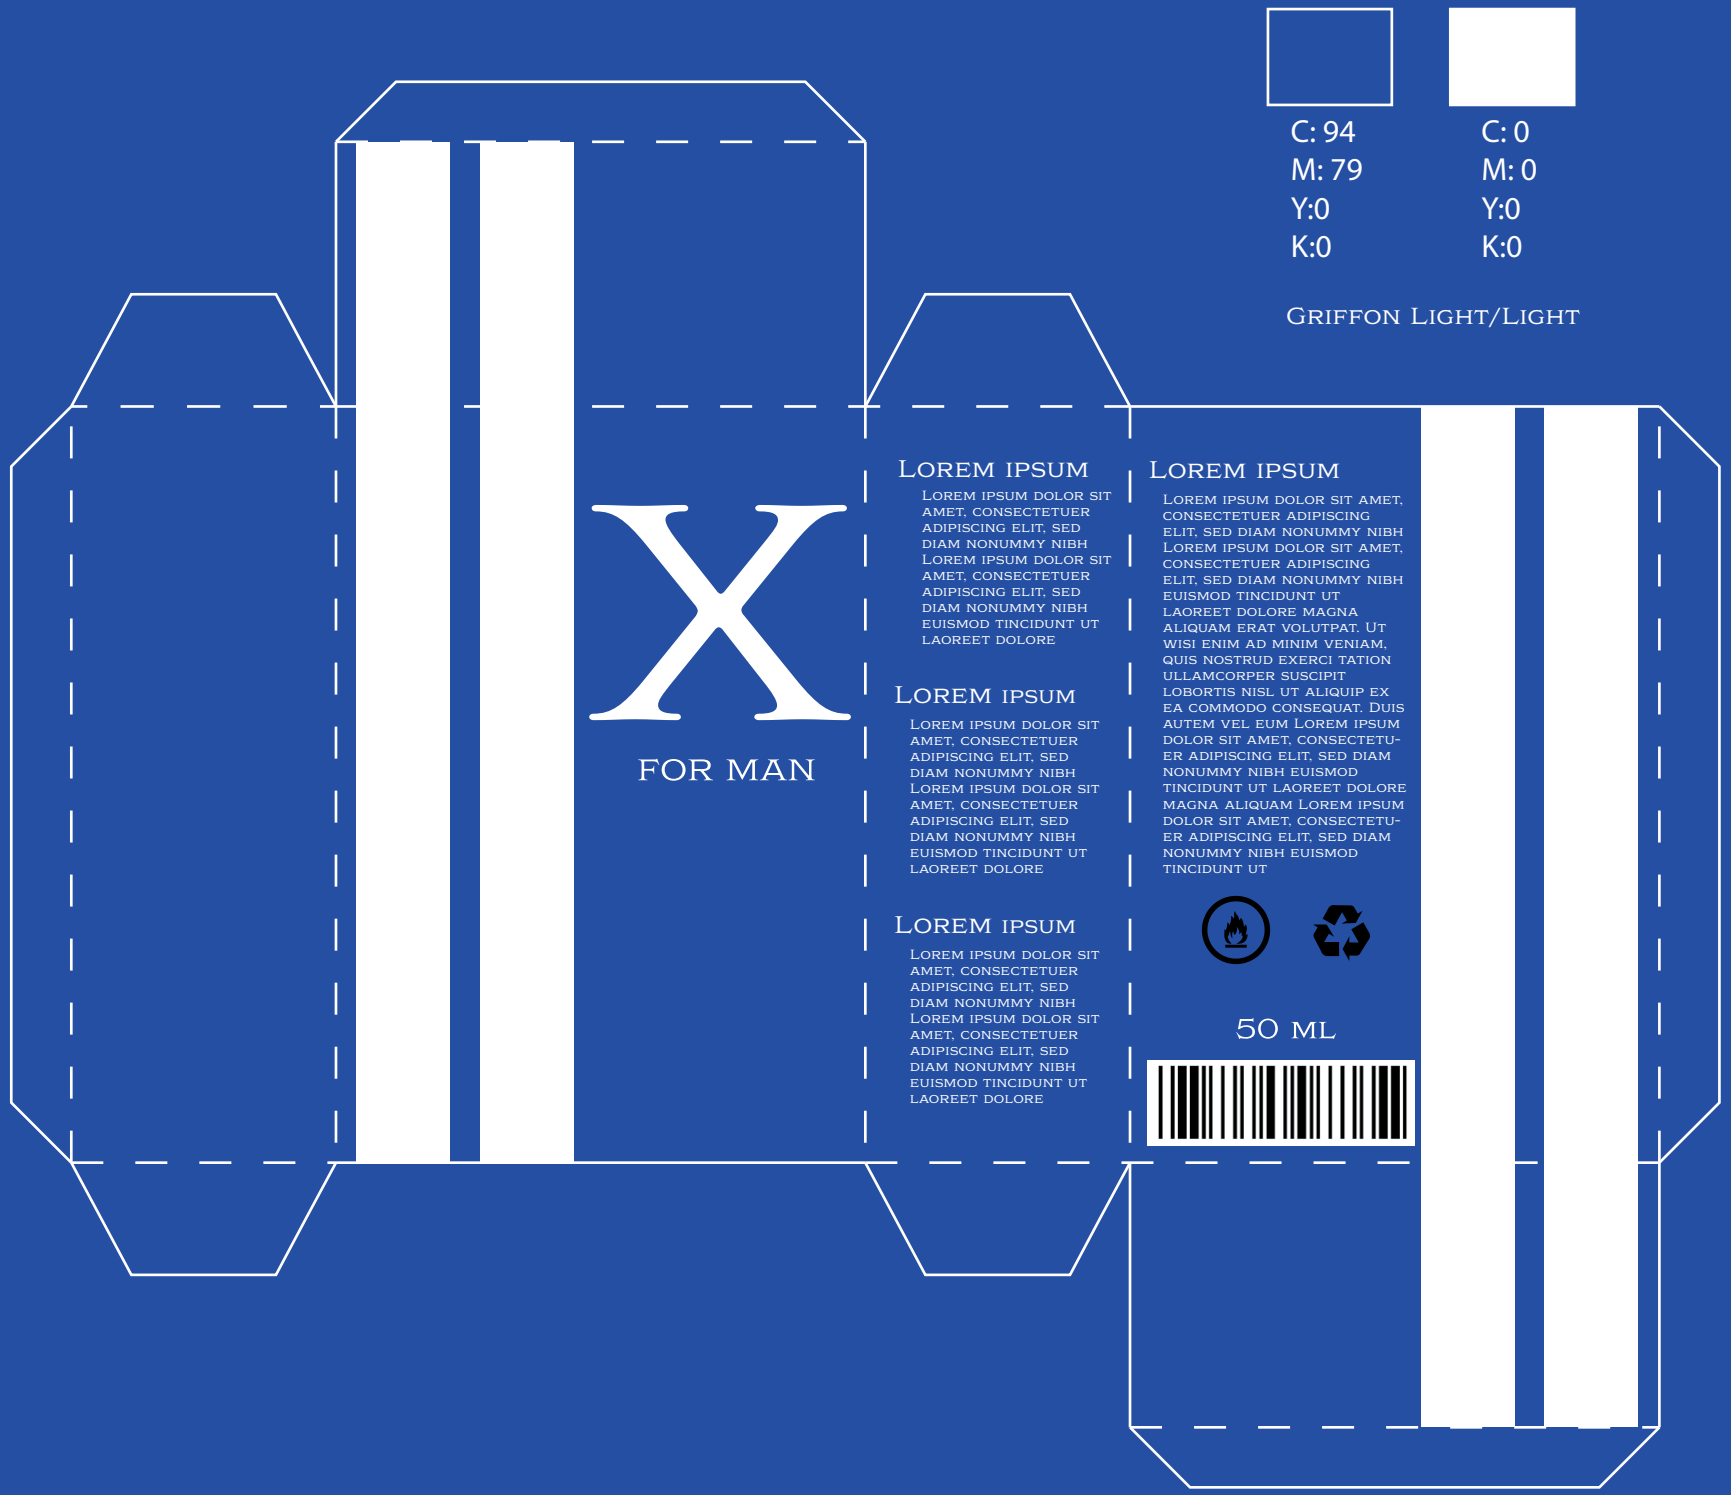 C: 94
M: 79
Y:0
K:0
C: 0
M: 0
Y:0
K:0
Griffon Light/Light
X
FOR MAN
Lorem ipsum
Lorem ipsum dolor sit
amet, consectetuer
adipiscing elit, sed
diam nonummy nibh
Lorem ipsum dolor sit
amet, consectetuer
adipiscing elit, sed
diam nonummy nibh
euismod tincidunt ut
laoreet dolore
Lorem ipsum
Lorem ipsum dolor sit
amet, consectetuer
adipiscing elit, sed
diam nonummy nibh
Lorem ipsum dolor sit
amet, consectetuer
adipiscing elit, sed
diam nonummy nibh
euismod tincidunt ut
laoreet dolore
Lorem ipsum
Lorem ipsum dolor sit
amet, consectetuer
adipiscing elit, sed
diam nonummy nibh
Lorem ipsum dolor sit
amet, consectetuer
adipiscing elit, sed
diam nonummy nibh
euismod tincidunt ut
laoreet dolore
Lorem ipsum
Lorem ipsum dolor sit amet,
consectetuer adipiscing
elit, sed diam nonummy nibh
Lorem ipsum dolor sit amet,
consectetuer adipiscing
elit, sed diam nonummy nibh
euismod tincidunt ut
laoreet dolore magna
aliquam erat volutpat. Ut
wisi enim ad minim veniam,
quis nostrud exerci tation
ullamcorper suscipit
lobortis nisl ut aliquip ex
ea commodo consequat. Duis
autem vel eum Lorem ipsum
dolor sit amet, consectetu-
er adipiscing elit, sed diam
nonummy nibh euismod
tincidunt ut laoreet dolore
magna aliquam Lorem ipsum
dolor sit amet, consectetu-
er adipiscing elit, sed diam
nonummy nibh euismod
tincidunt ut
50 ml